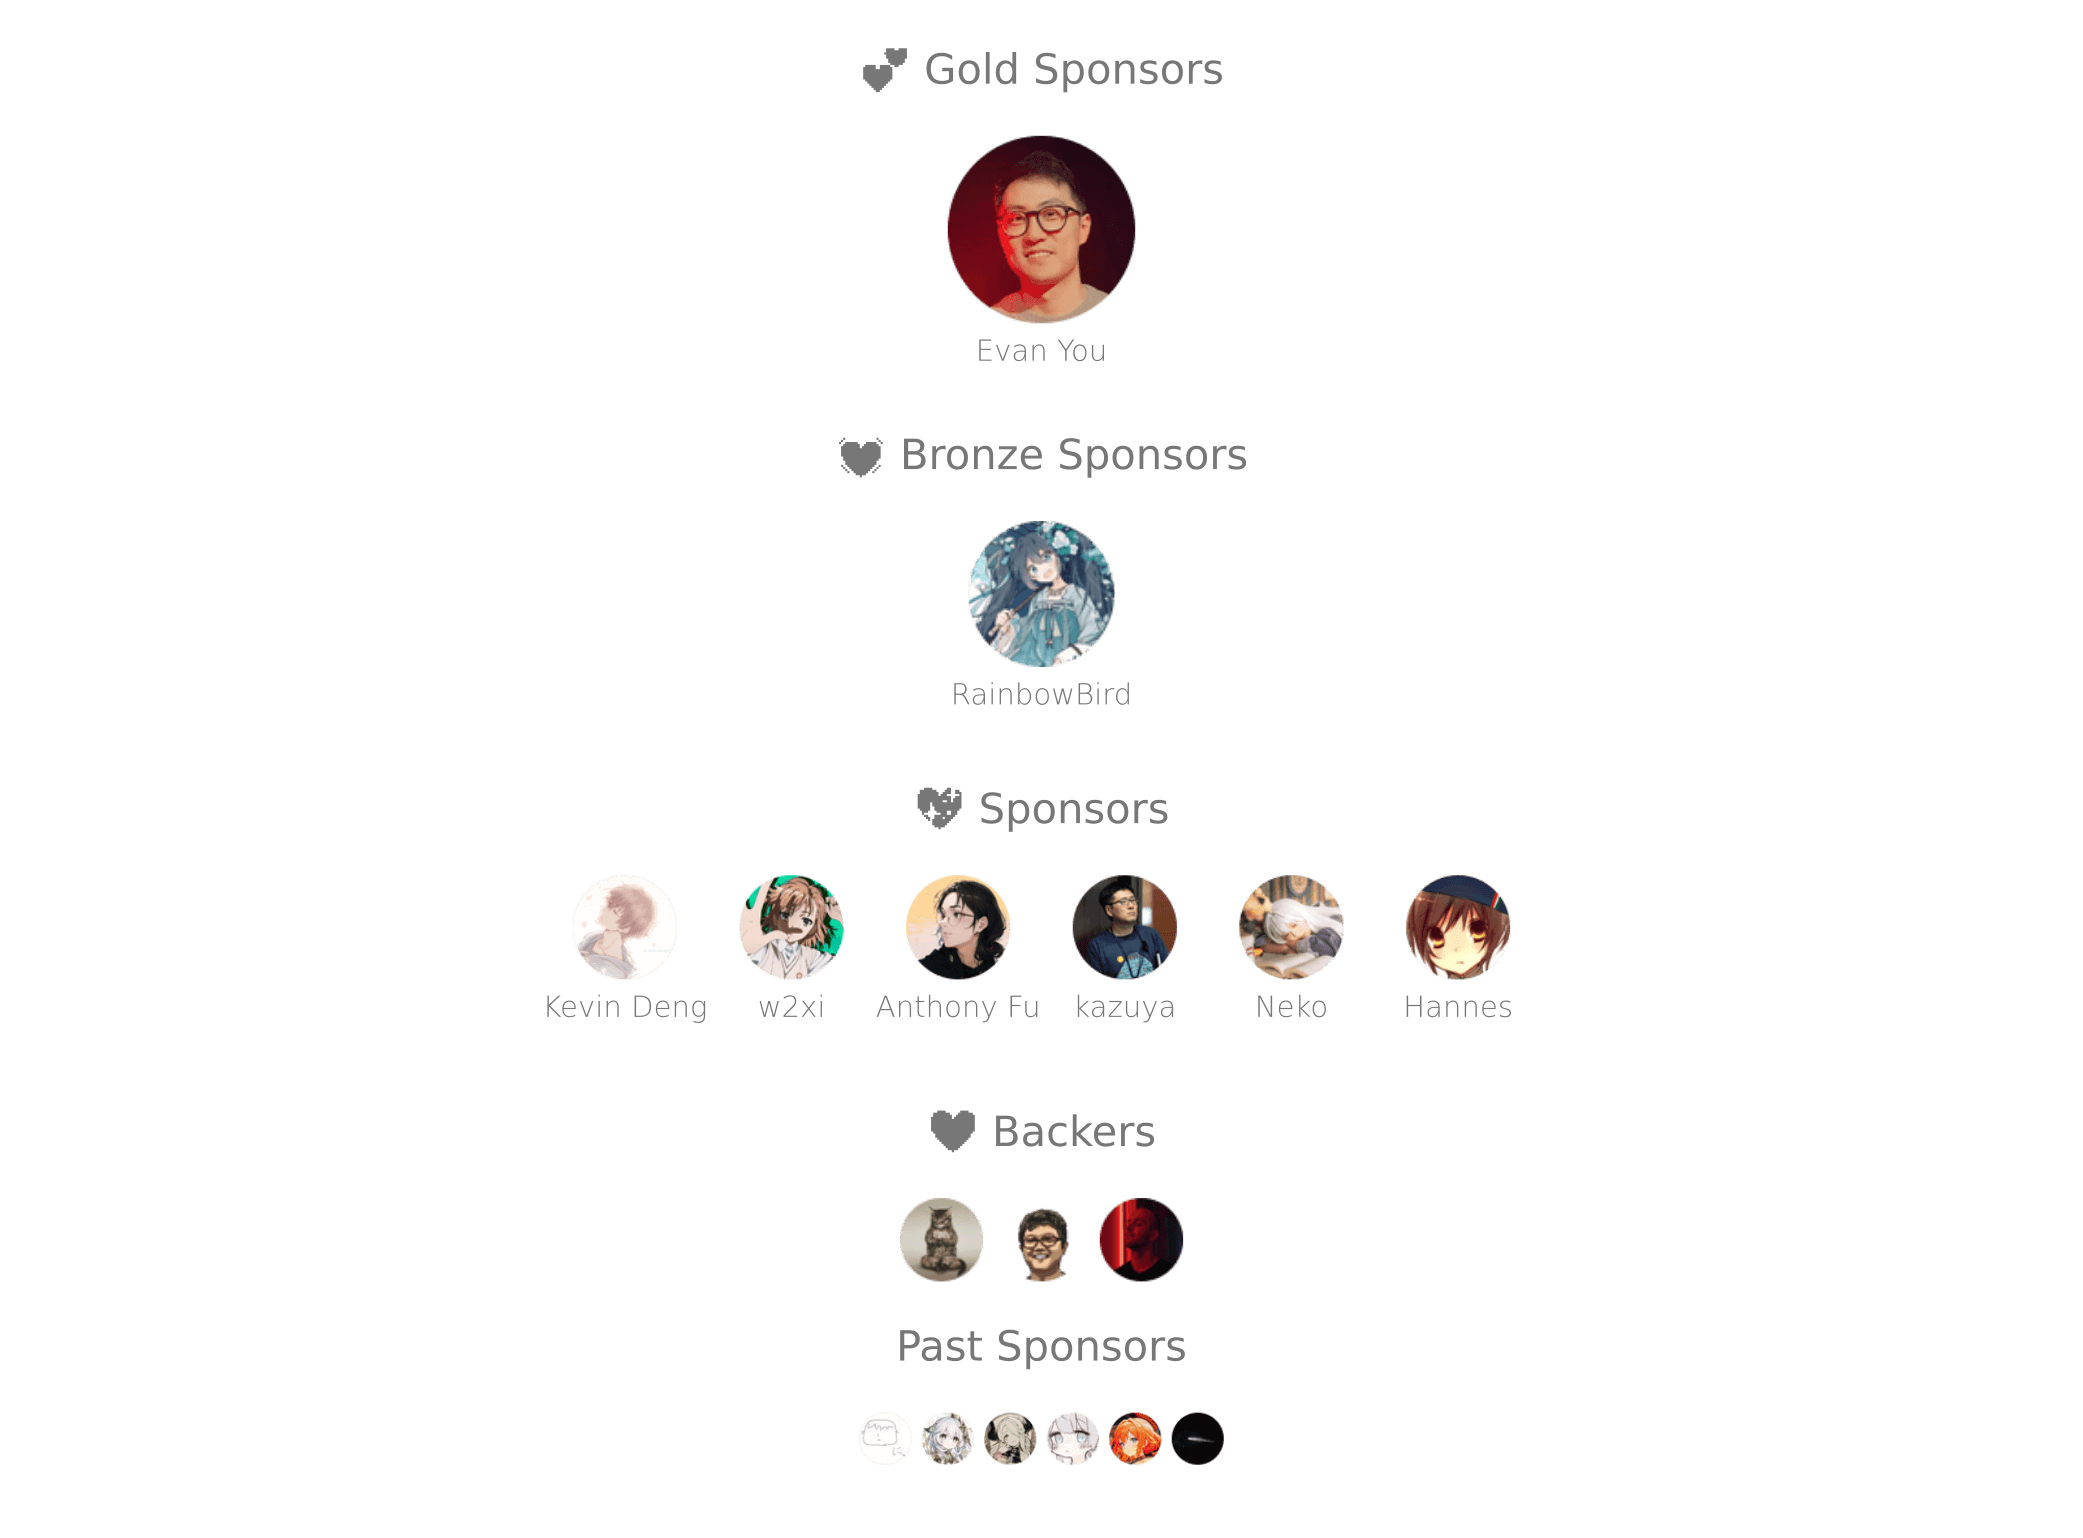 Gold Sponsors
Evan You
Bronze Sponsors
RainbowBird
Sponsors
Kevin Deng w2xi Anthony Fu kazuya Neko Hannes
Backers
Past Sponsors